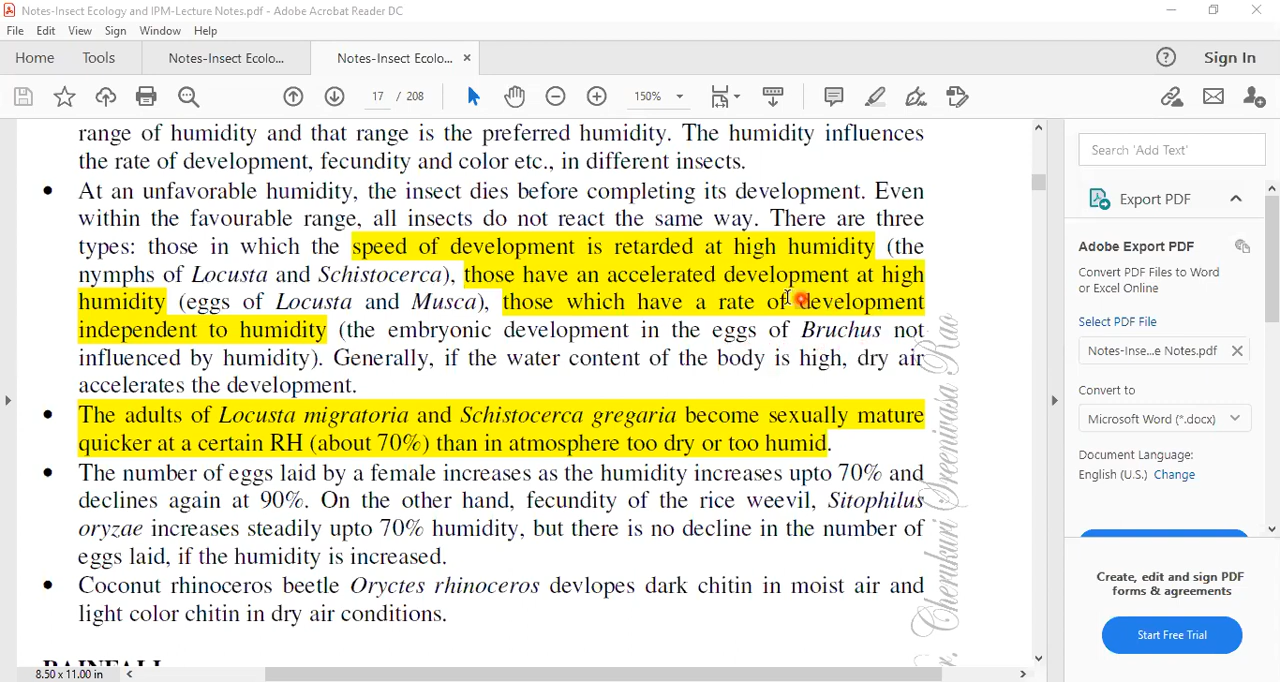 Notes-Insect Ecology and IPM-Lecture Notes.pdf - Adobe Acrobat Reader DC
File Edit View Sign Window Help
Home Tools Notes-Insect Ecolo... Notes-Insect Ecolo... × Sign In
17 / 208 150%
range of humidity and that range is the preferred humidity. The humidity influences
the rate of development, fecundity and color etc., in different insects.
• At an unfavorable humidity, the insect dies before completing its development. Even
within the favourable range, all insects do not react the same way. There are three
types: those in which the speed of development is retarded at high humidity (the
nymphs of Locusta and Schistocerca), those have an accelerated development at high
humidity (eggs of Locusta and Musca), those which have a rate of development
independent to humidity (the embryonic development in the eggs of Bruchus not
influenced by humidity). Generally, if the water content of the body is high, dry air
accelerates the development.
• The adults of Locusta migratoria and Schistocerca gregaria become sexually mature
quicker at a certain RH (about 70%) than in atmosphere too dry or too humid.
• The number of eggs laid by a female increases as the humidity increases upto 70% and
declines again at 90%. On the other hand, fecundity of the rice weevil, Sitophilus
oryzae increases steadily upto 70% humidity, but there is no decline in the number of
eggs laid, if the humidity is increased.
• Coconut rhinoceros beetle Oryctes rhinoceros devlopes dark chitin in moist air and
light color chitin in dry air conditions.
RAINFALL
8.50 x 11.00 in
Cherukuri Sreenivasa Rao
Search 'Add Text'
Export PDF
Adobe Export PDF
Convert PDF Files to Word
or Excel Online
Select PDF File
Notes-Inse...e Notes.pdf ×
Convert to
Microsoft Word (*.docx)
Document Language:
English (U.S.) Change
Create, edit and sign PDF
forms & agreements
Start Free Trial